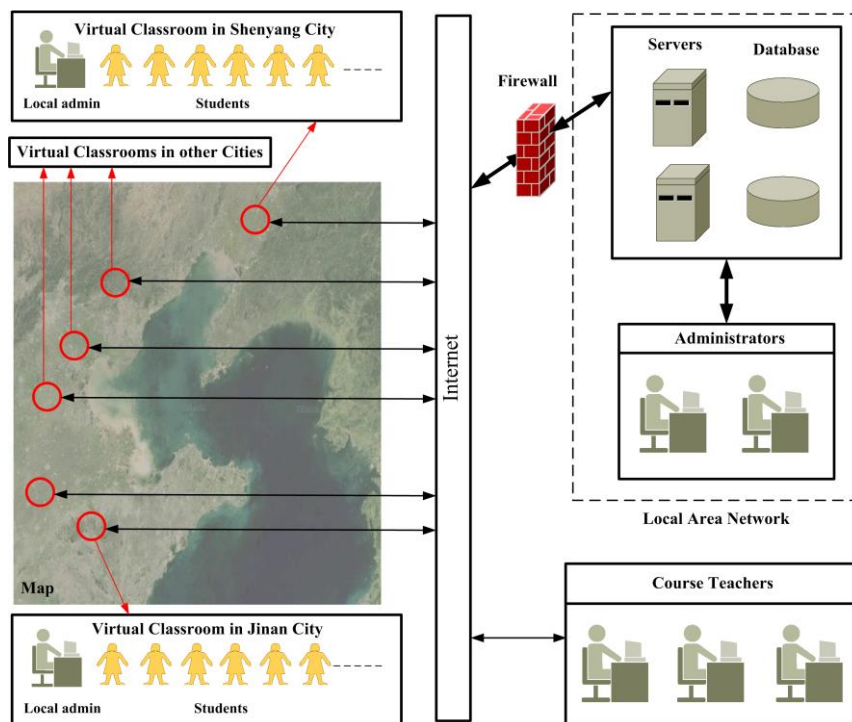 Virtual Classroom in Shenyang City
Local admin
Students
Virtual Classrooms in other Cities
Map
Virtual Classroom in Jinan City
Local admin
Students
Internet
Firewall
Servers
Database
Administrators
Local Area Network
Course Teachers